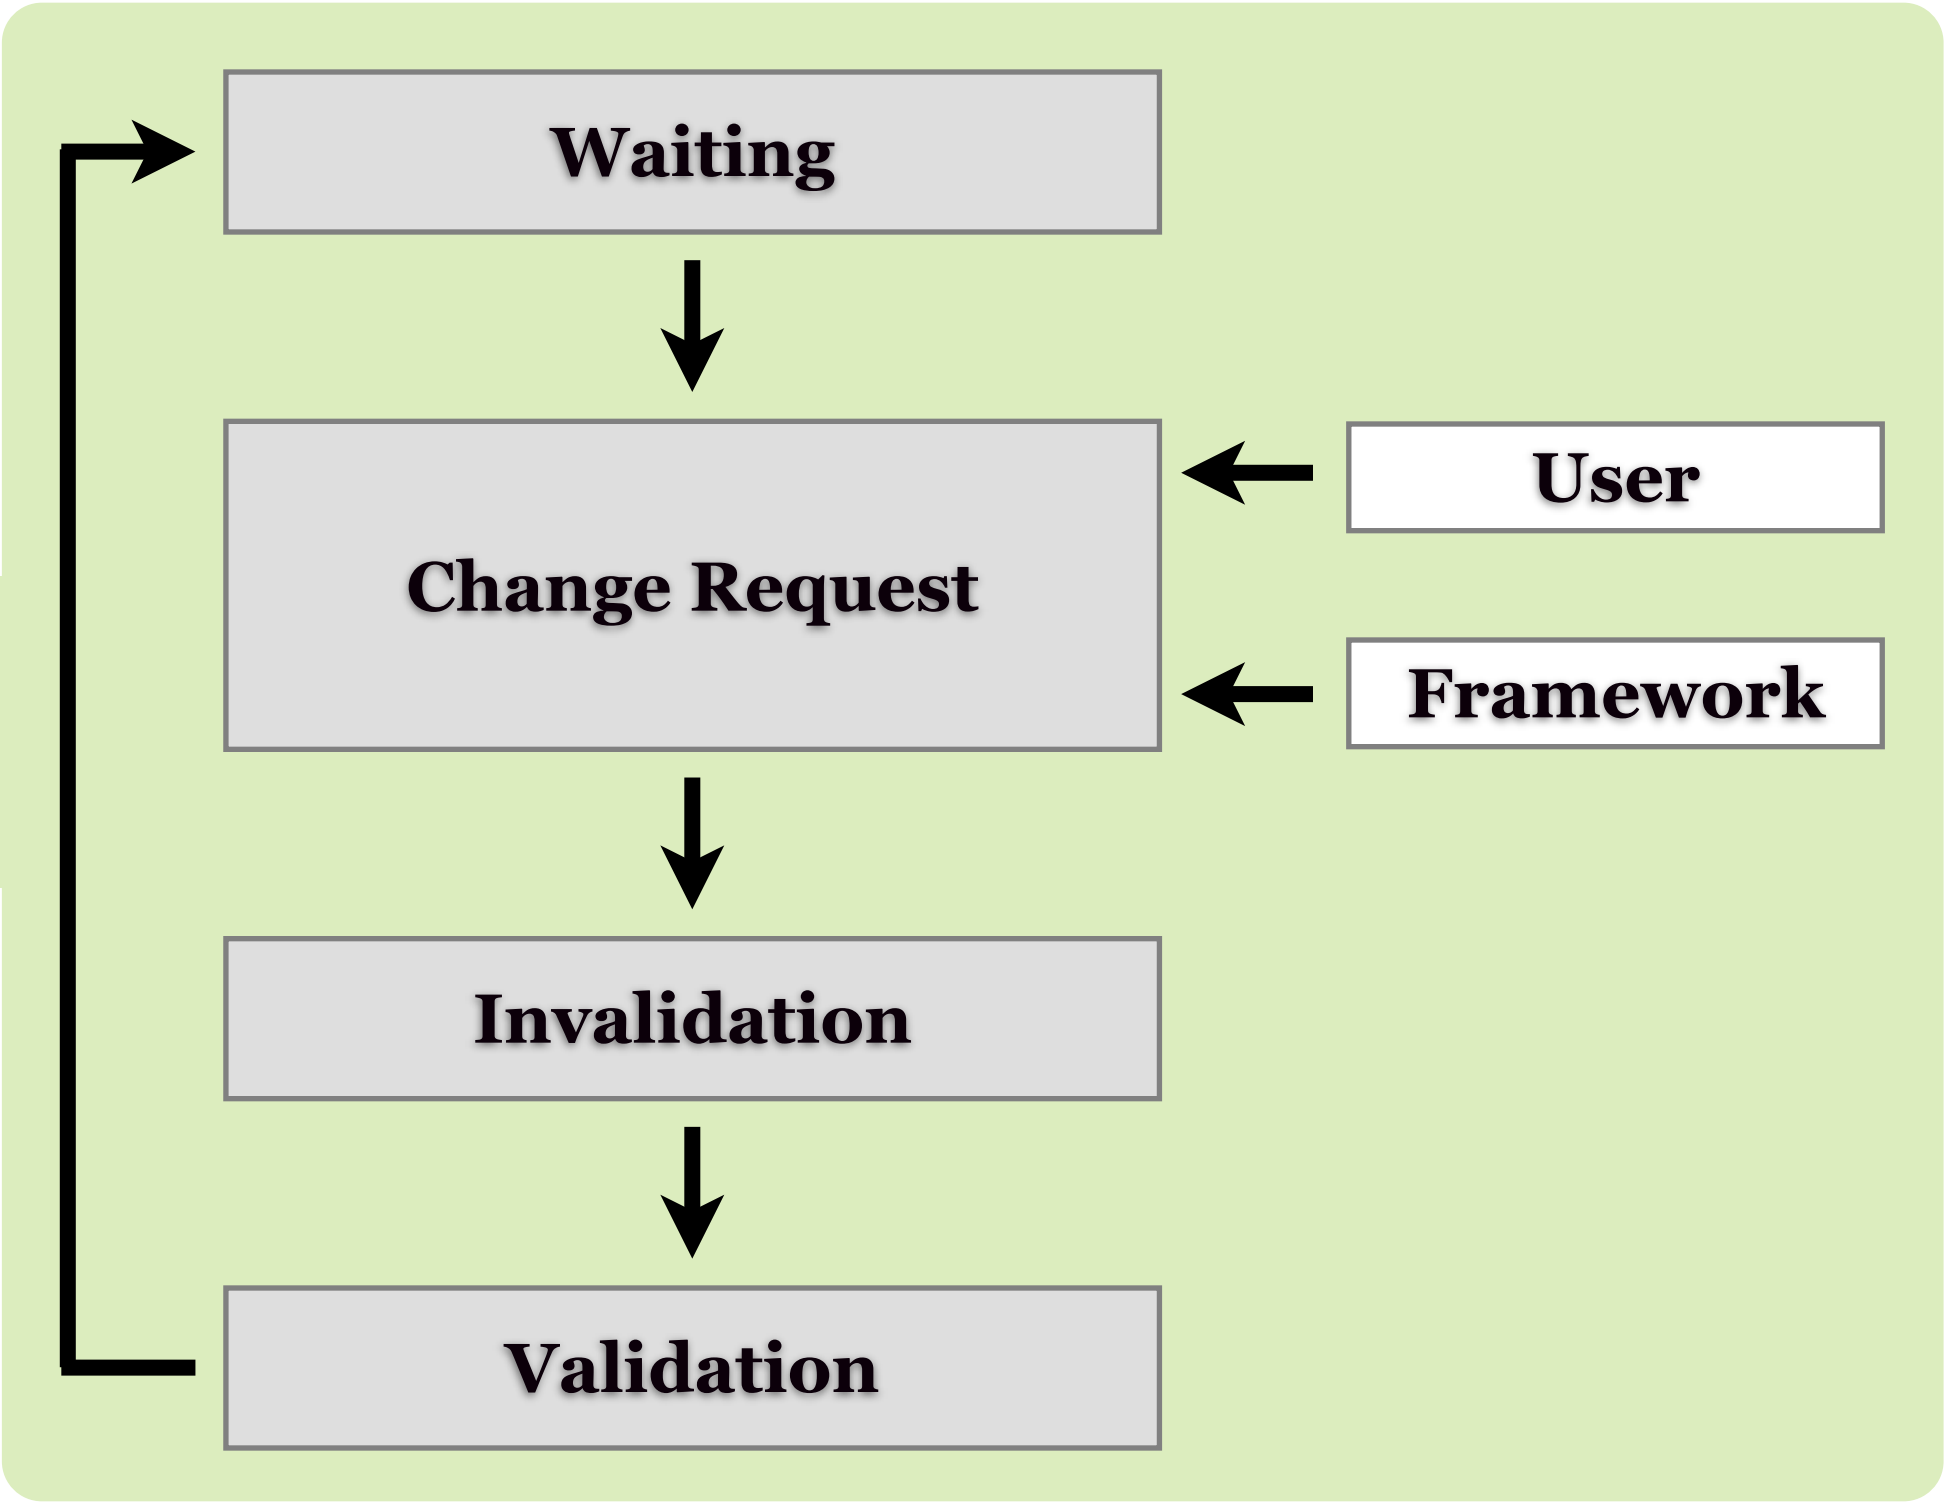 Waiting
Change Request
User
Framework
Invalidation
Validation